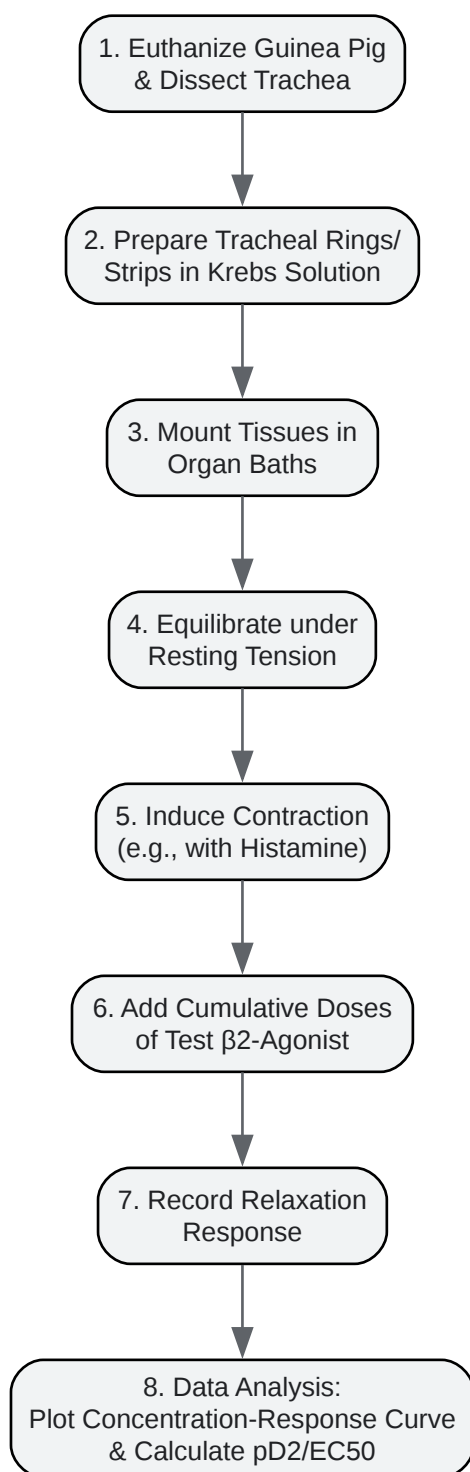 1. Euthanize Guinea Pig
& Dissect Trachea
2. Prepare Tracheal Rings/
Strips in Krebs Solution
3. Mount Tissues in
Organ Baths
4. Equilibrate under
Resting Tension
5. Induce Contraction
(e.g., with Histamine)
6. Add Cumulative Doses
of Test β2-Agonist
7. Record Relaxation
Response
8. Data Analysis:
Plot Concentration-Response Curve
& Calculate pD2/EC50